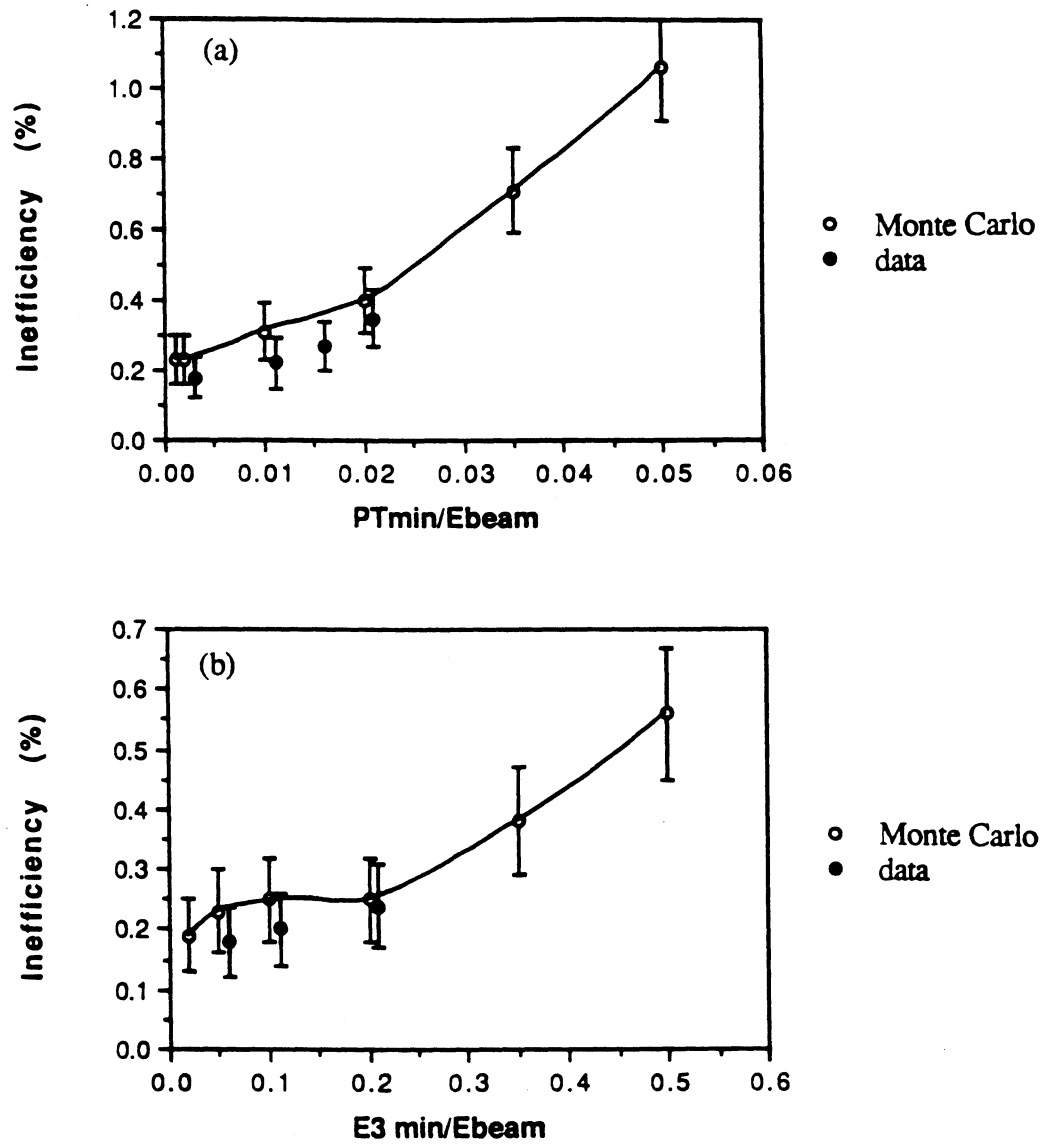 (a)
Inefficiency (%)
1.2
1.0
0.8
0.6
0.4
0.2
0.0
0.00 0.01 0.02 0.03 0.04 0.05 0.06
PTmin/Ebeam
Monte Carlo
data
(b)
Inefficiency (%)
0.7
0.6
0.5
0.4
0.3
0.2
0.1
0.0
0.0 0.1 0.2 0.3 0.4 0.5 0.6
E3 min/Ebeam
Monte Carlo
data